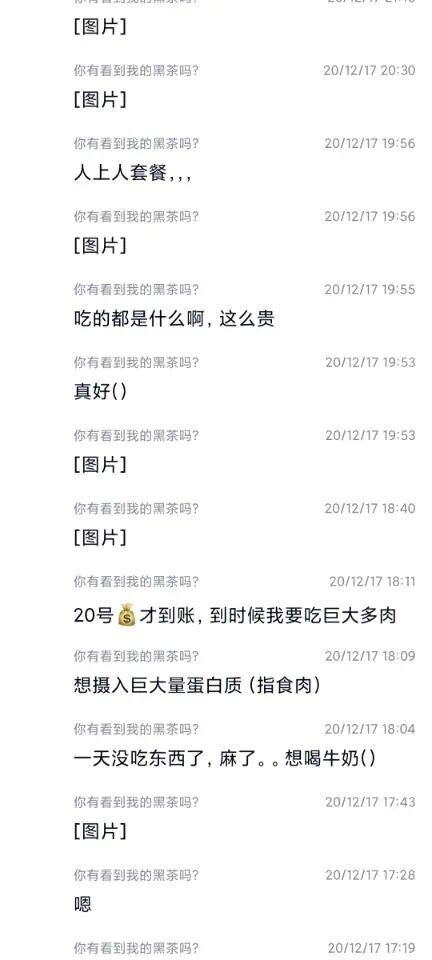 [图片]
你有看到我的黑茶吗? 20/12/17 20:30
[图片]
你有看到我的黑茶吗? 20/12/17 19:56
人上人套餐,,,
你有看到我的黑茶吗? 20/12/17 19:56
[图片]
你有看到我的黑茶吗? 20/12/17 19:55
吃的都是什么啊, 这么贵
你有看到我的黑茶吗? 20/12/17 19:53
真好()
你有看到我的黑茶吗? 20/12/17 19:53
[图片]
你有看到我的黑茶吗? 20/12/17 18:40
[图片]
你有看到我的黑茶吗? 20/12/17 18:11
20号💰才到账, 到时候我要吃巨大多肉
你有看到我的黑茶吗? 20/12/17 18:09
想摄入巨大量蛋白质 (指食肉)
你有看到我的黑茶吗? 20/12/17 18:04
一天没吃东西了, 麻了。。想喝牛奶()
你有看到我的黑茶吗? 20/12/17 17:43
[图片]
你有看到我的黑茶吗? 20/12/17 17:28
嗯
你有看到我的黑茶吗? 20/12/17 17:19